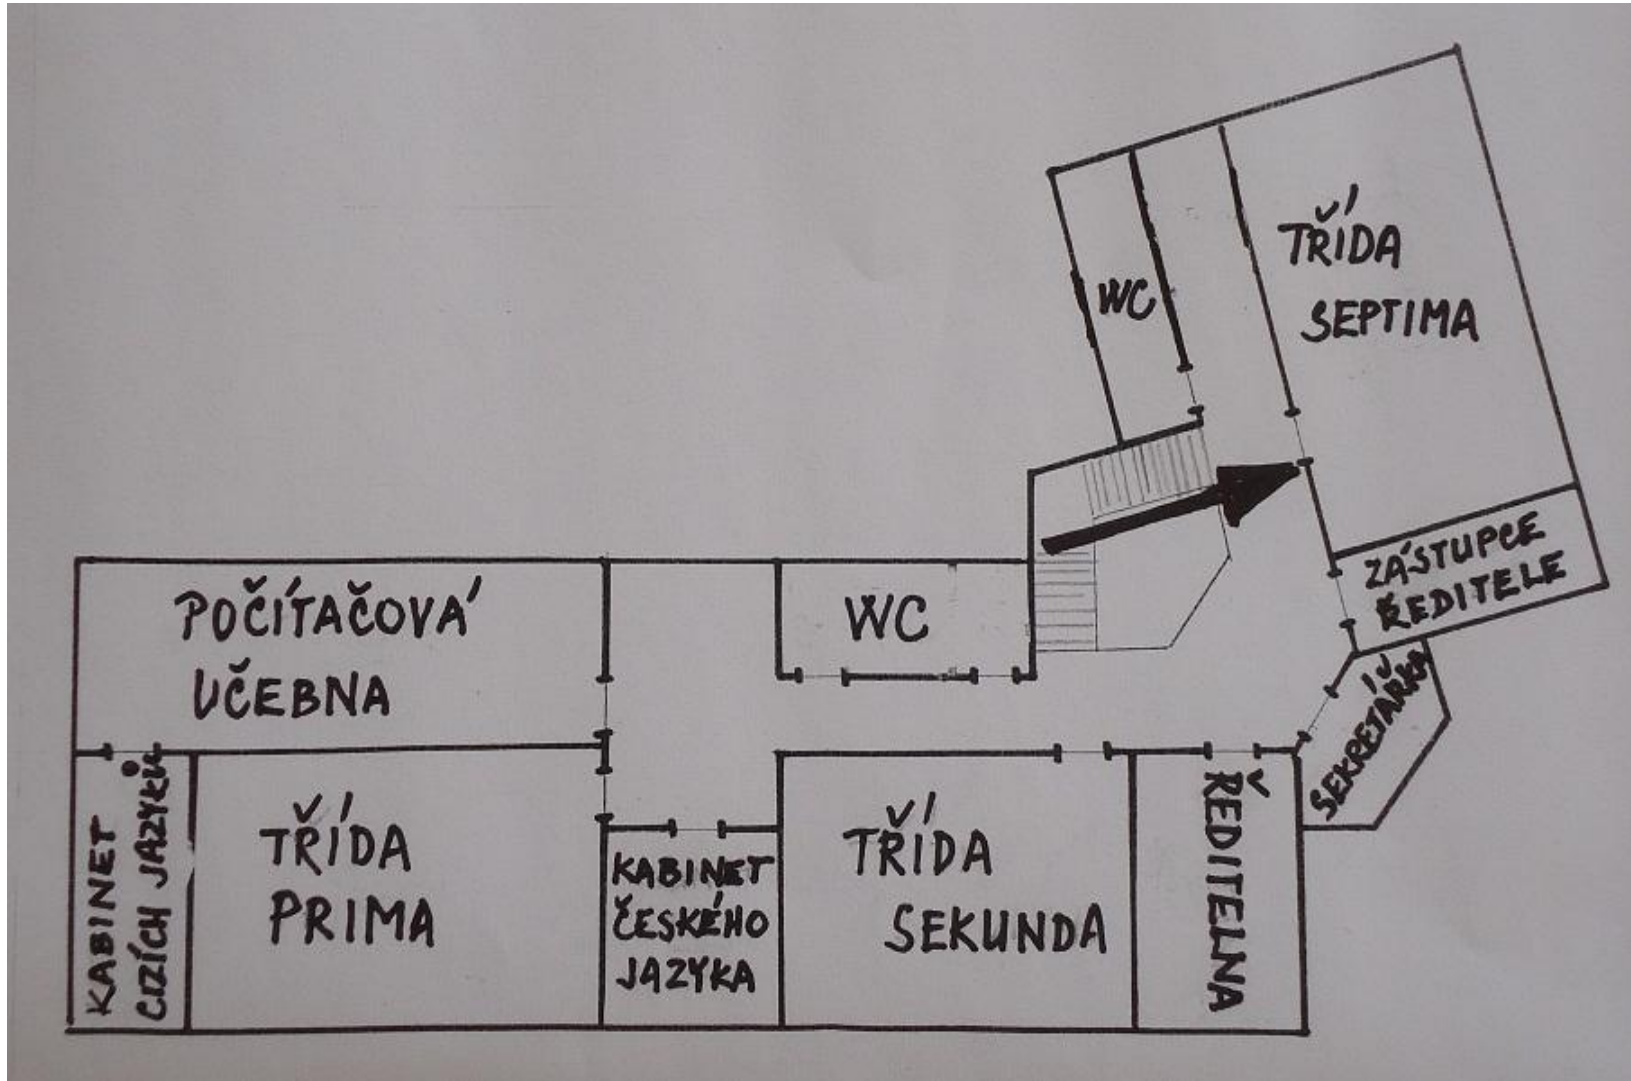 TŘÍDA
SEPTIMA
WC
ZÁSTUPCE
ŘEDITELE
POČÍTAČOVÁ
UČEBNA
WC
SEKRETÁŘKA
KABINET
CIZÍCH JAZYKŮ
TŘÍDA
PRIMA
KABINET
ČESKÉHO
JAZYKA
TŘÍDA
SEKUNDA
ŘEDITELNA